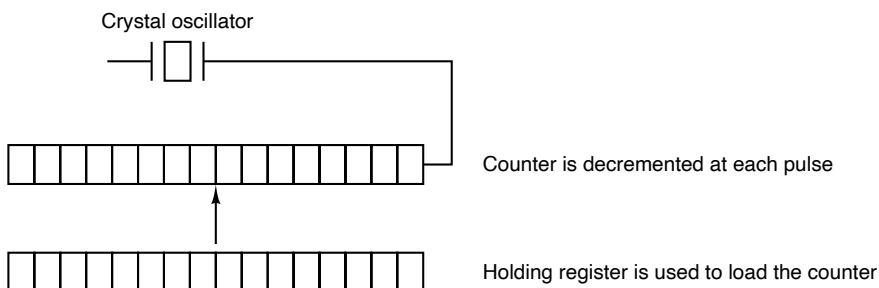 Crystal oscillator
Counter is decremented at each pulse
Holding register is used to load the counter